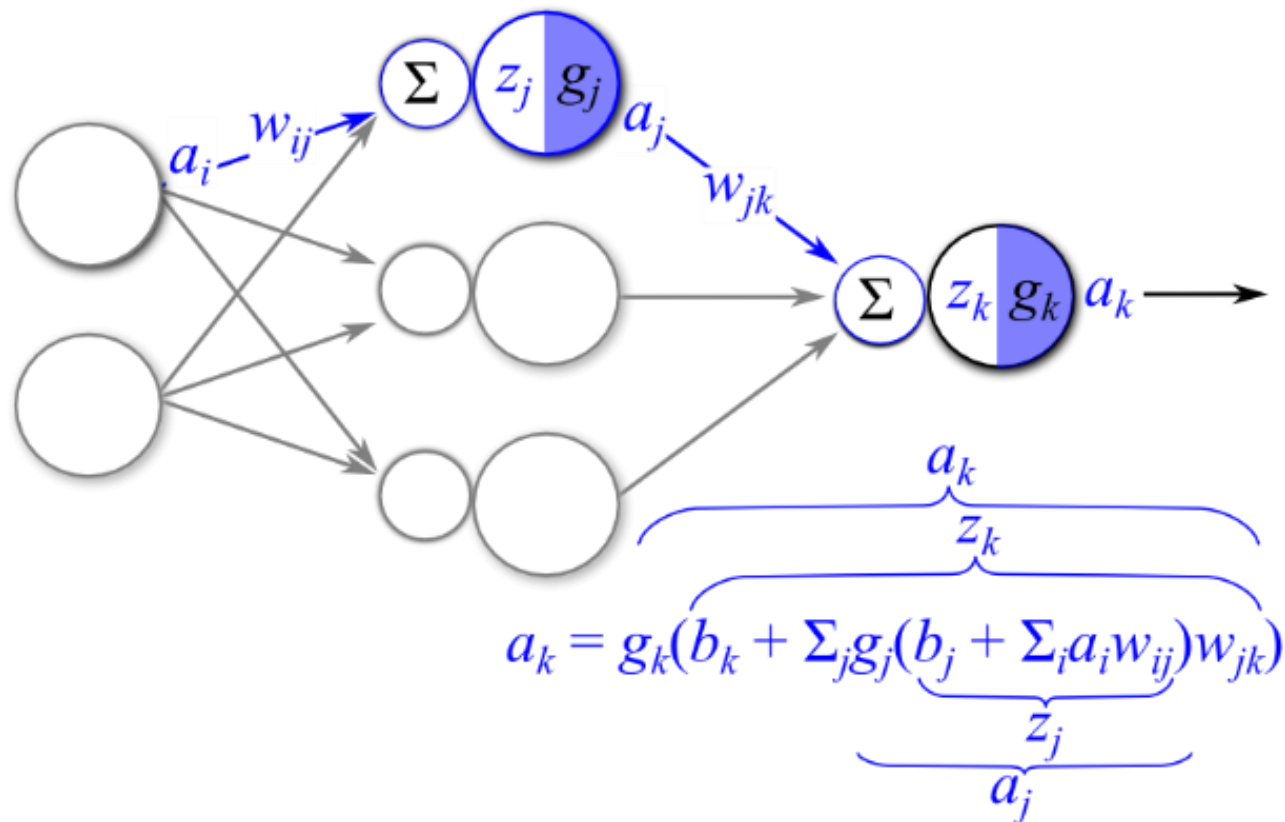 Σ z_j g_j
a_i w_ij a_j
w_jk
Σ z_k g_k a_k
a_k
z_k
a_k = g_k(b_k + Σ_j g_j(b_j + Σ_i a_i w_ij)w_jk)
z_j
a_j